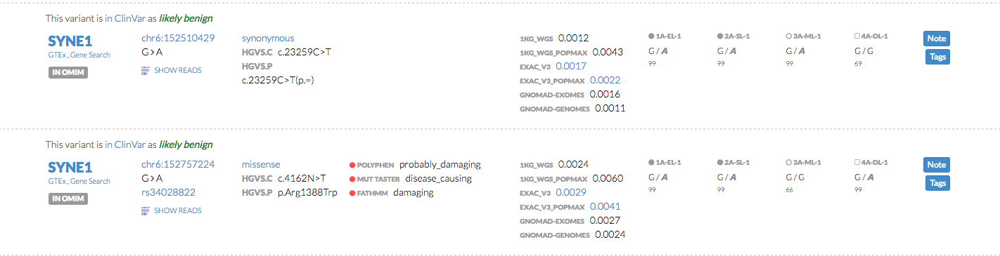 This variant is in ClinVar as likely benign
SYNE1
GTEx , Gene Search
IN OMIM
chr6:152510429
G>A
SHOW READS
synonymous
HGVS.C c.23259C>T
HGVS.P
c.23259C>T(p.=)
1KG_WGS 0.0012
1KG_WGS_POPMAX 0.0043
EXAC_V3 0.0017
EXAC_V3_POPMAX 0.0022
GNOMAD-EXOMES 0.0016
GNOMAD-GENOMES 0.0011
1A-EL-1
G / A
99
2A-SL-1
G / A
99
3A-ML-1
G / A
99
4A-DL-1
G / G
69
Note
Tags
This variant is in ClinVar as likely benign
SYNE1
GTEx , Gene Search
IN OMIM
chr6:152757224
G>A
rs34028822
SHOW READS
missense
HGVS.C c.4162N>T
HGVS.P p.Arg1388Trp
POLYPHEN probably_damaging
MUT TASTER disease_causing
FATHMM damaging
1KG_WGS 0.0024
1KG_WGS_POPMAX 0.0060
EXAC_V3 0.0029
EXAC_V3_POPMAX 0.0041
GNOMAD-EXOMES 0.0027
GNOMAD-GENOMES 0.0024
1A-EL-1
G / A
99
2A-SL-1
G / A
99
3A-ML-1
G / G
66
4A-DL-1
G / A
99
Note
Tags